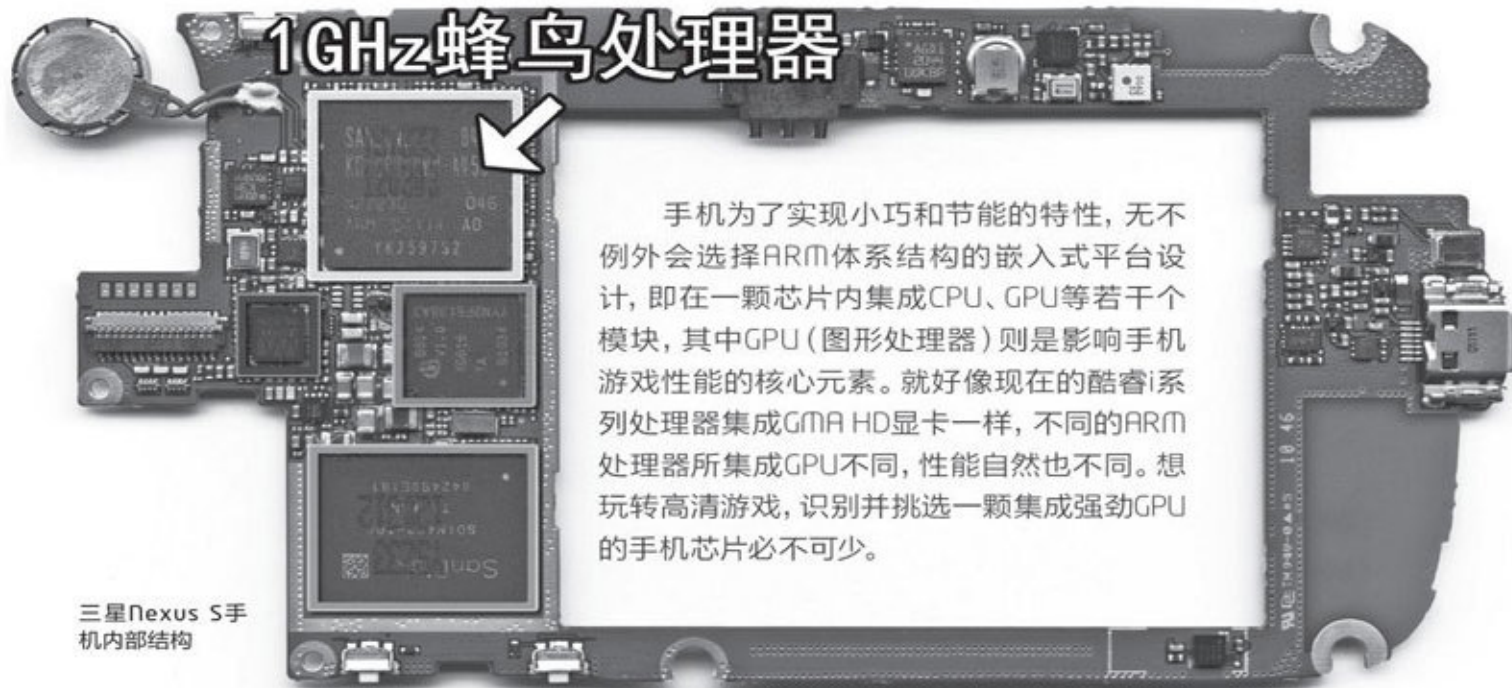 1GHz蜂鸟处理器
046
A0
YK7597S2
手机为了实现小巧和节能的特性，无不
例外会选择ARM体系结构的嵌入式平台设
计，即在一颗芯片内集成CPU、GPU等若干个
模块，其中GPU（图形处理器）则是影响手机
游戏性能的核心元素。就好像现在的酷睿i系
列处理器集成GMA HD显卡一样，不同的ARM
处理器所集成GPU不同，性能自然也不同。想
玩转高清游戏，识别并挑选一颗集成强劲GPU
的手机芯片必不可少。
SanDisk
10 46
三星Nexus S手
机内部结构